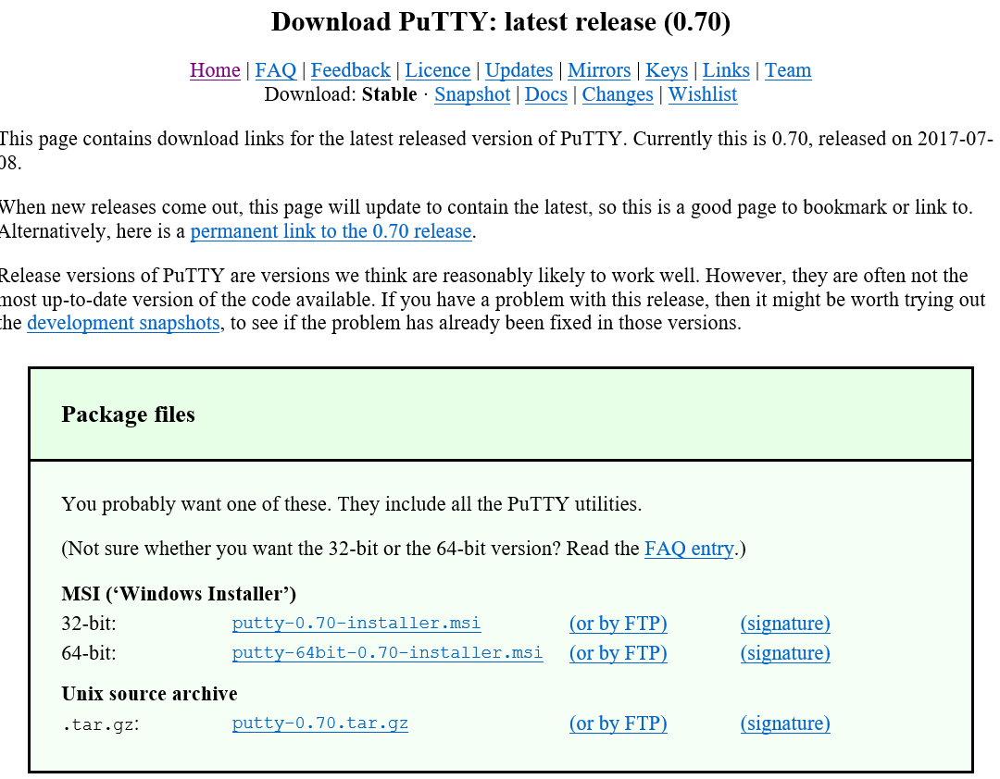 Download PuTTY: latest release (0.70)
Home | FAQ | Feedback | Licence | Updates | Mirrors | Keys | Links | Team
Download: Stable · Snapshot | Docs | Changes | Wishlist
This page contains download links for the latest released version of PuTTY. Currently this is 0.70, released on 2017-07-
08.
When new releases come out, this page will update to contain the latest, so this is a good page to bookmark or link to.
Alternatively, here is a permanent link to the 0.70 release.
Release versions of PuTTY are versions we think are reasonably likely to work well. However, they are often not the
most up-to-date version of the code available. If you have a problem with this release, then it might be worth trying out
the development snapshots, to see if the problem has already been fixed in those versions.
Package files
You probably want one of these. They include all the PuTTY utilities.
(Not sure whether you want the 32-bit or the 64-bit version? Read the FAQ entry.)
MSI (‘Windows Installer’)
32-bit: putty-0.70-installer.msi (or by FTP) (signature)
64-bit: putty-64bit-0.70-installer.msi (or by FTP) (signature)
Unix source archive
.tar.gz: putty-0.70.tar.gz (or by FTP) (signature)